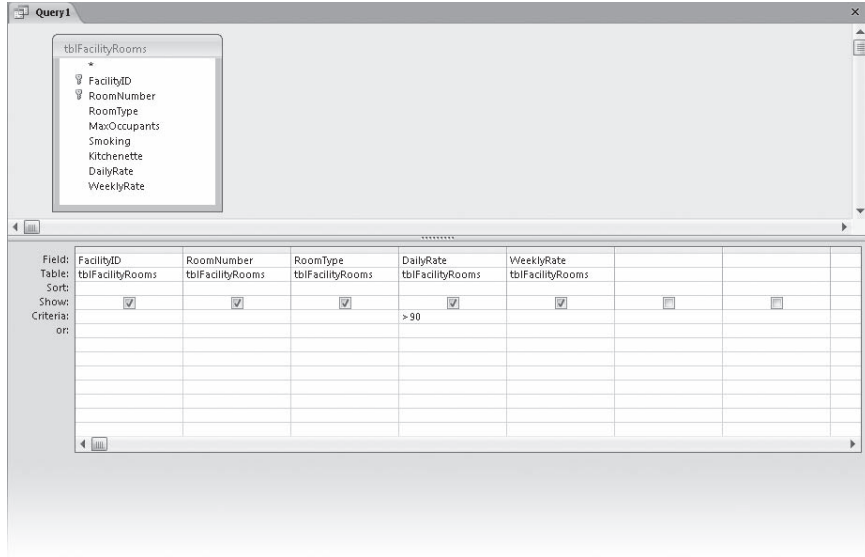 Query1
tblFacilityRooms
*
FacilityID
RoomNumber
RoomType
MaxOccupants
Smoking
Kitchenette
DailyRate
WeeklyRate
Field: FacilityID RoomNumber RoomType DailyRate WeeklyRate
Table: tblFacilityRooms tblFacilityRooms tblFacilityRooms tblFacilityRooms tblFacilityRooms
Sort:
Show:
Criteria: >90
or: